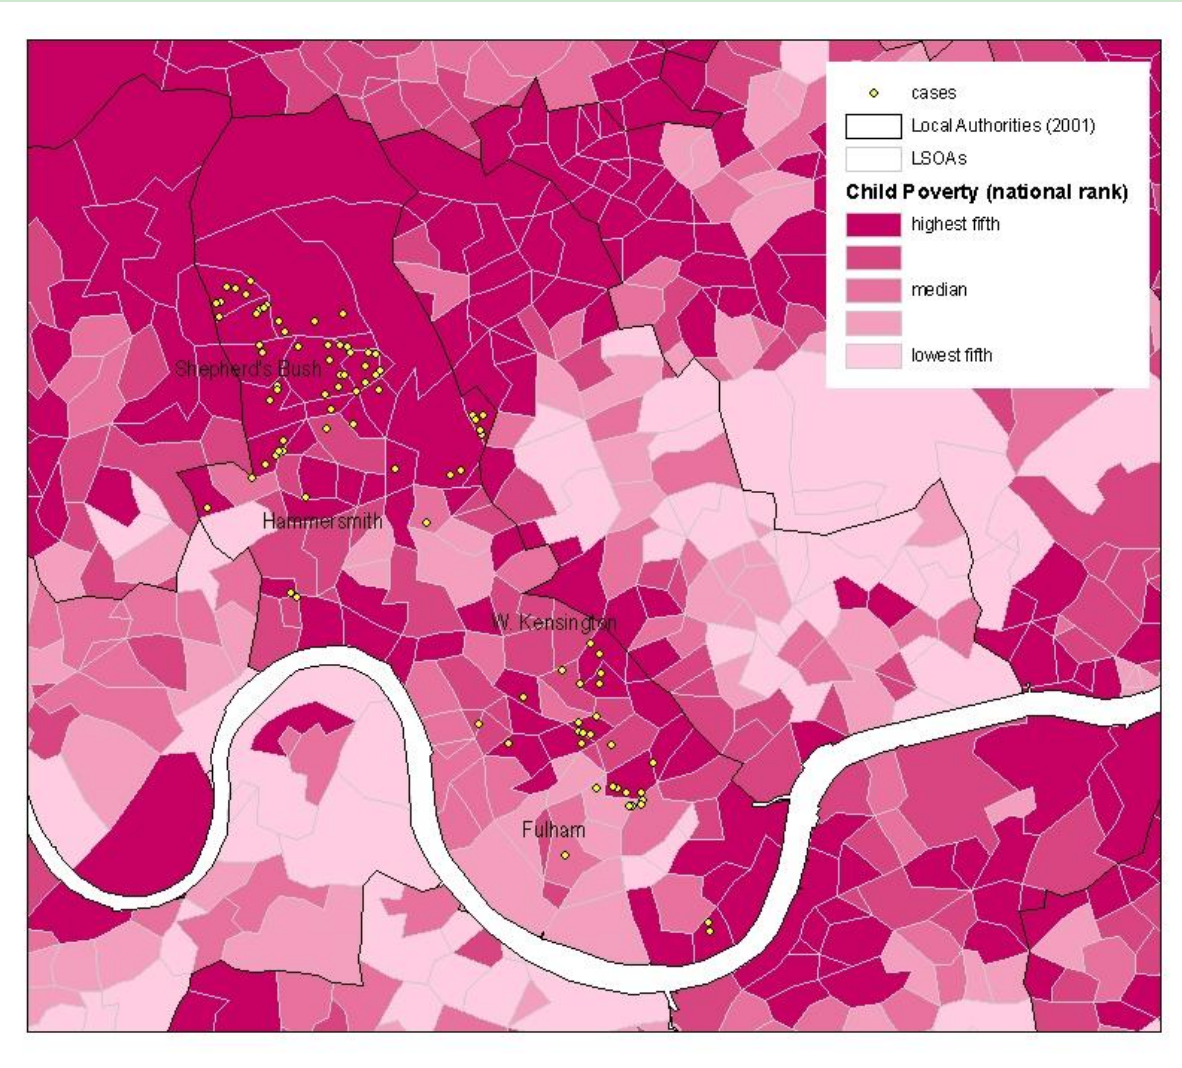 cases
Local Authorities (2001)
LSOAs
Child Poverty (national rank)
highest fifth
median
lowest fifth
Shepherd's Bush
Hammersmith
W. Kensington
Fulham